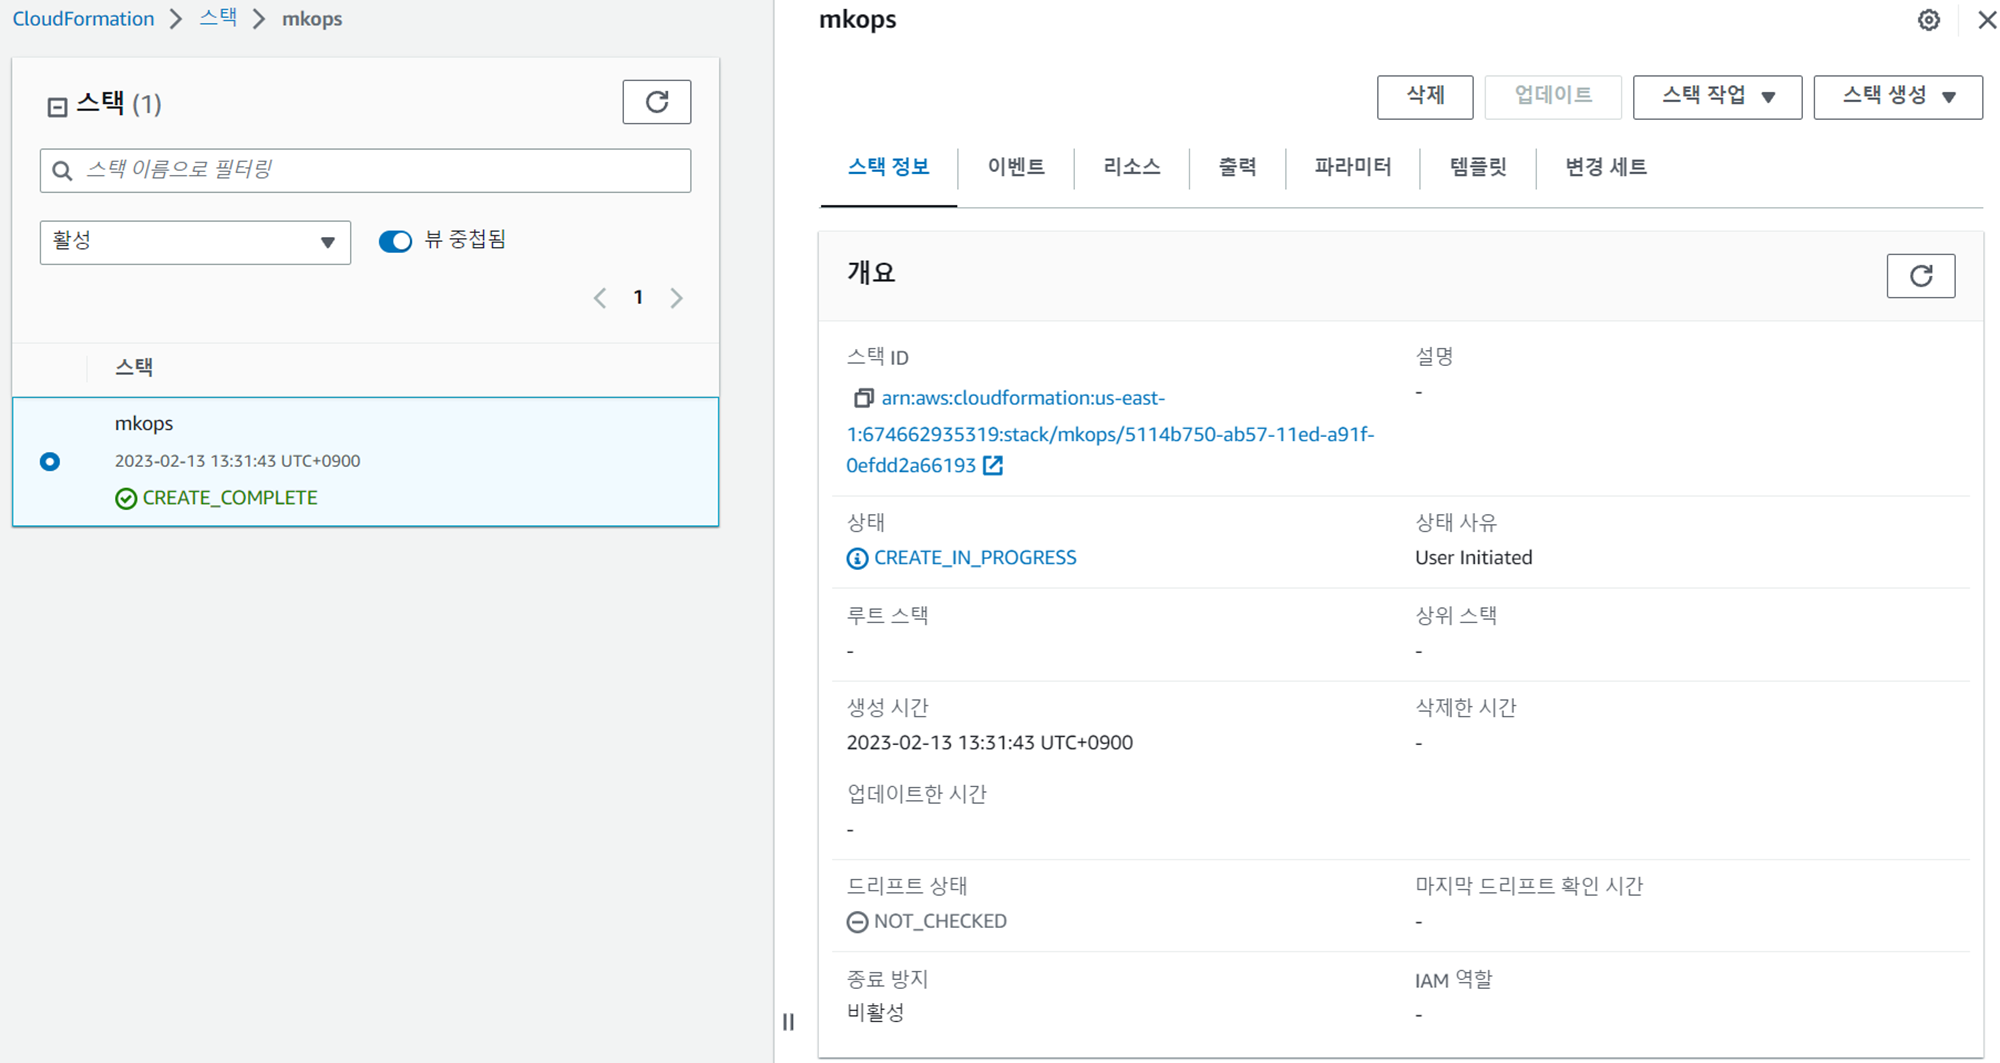 CloudFormation > 스택 > mkops
스택 (1)
스택 이름으로 필터링
활성
뷰 중첩됨
1
스택
mkops
2023-02-13 13:31:43 UTC+0900
CREATE_COMPLETE
mkops
삭제
업데이트
스택 작업
스택 생성
스택 정보
이벤트
리소스
출력
파라미터
템플릿
변경 세트
개요
스택 ID
arn:aws:cloudformation:us-east-
1:674662935319:stack/mkops/5114b750-ab57-11ed-a91f-
0efdd2a66193
설명
-
상태
CREATE_IN_PROGRESS
상태 사유
User Initiated
루트 스택
-
상위 스택
-
생성 시간
2023-02-13 13:31:43 UTC+0900
삭제한 시간
-
업데이트한 시간
-
드리프트 상태
NOT_CHECKED
마지막 드리프트 확인 시간
-
종료 방지
비활성
IAM 역할
-